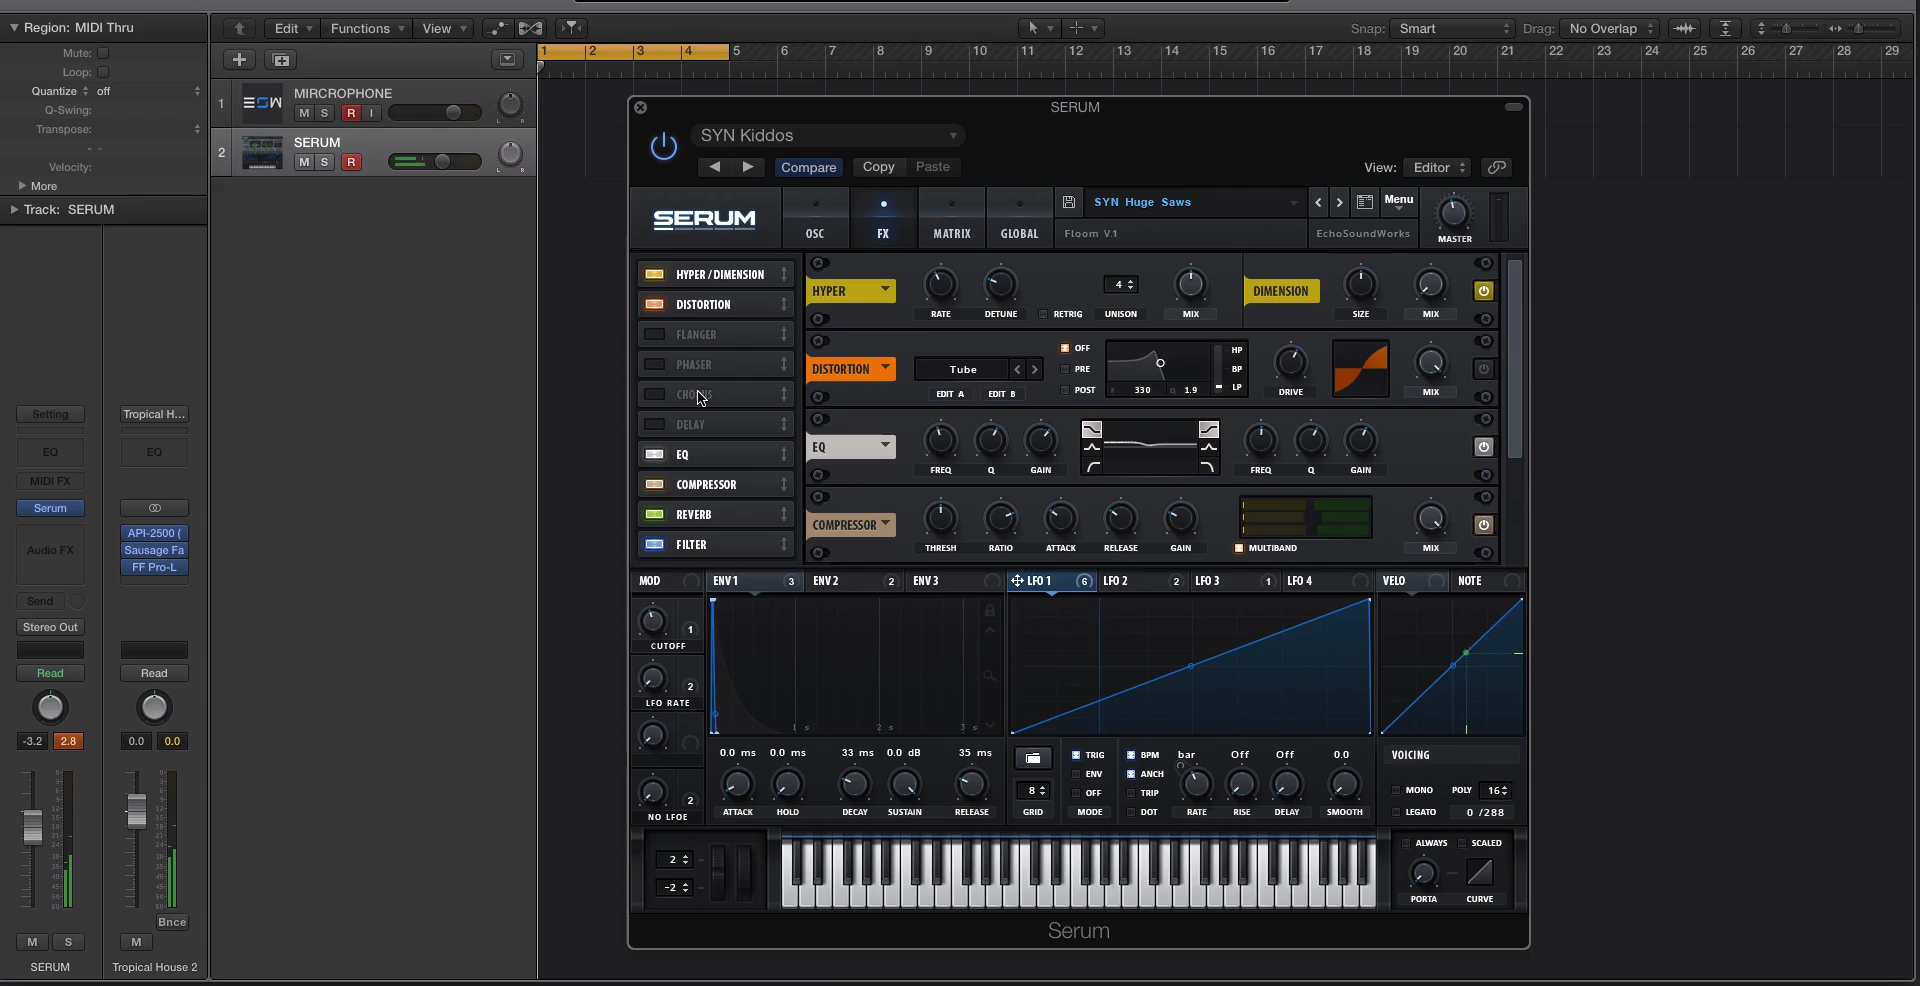 Region: MIDI Thru
Edit
Functions
View
Snap: Smart
Drag: No Overlap
Mute:
Loop:
Quantize off
Q-Swing:
Transpose:
- -
Velocity:
More
Track: SERUM
1 2 3 4 5 6 7 8 9 10 11 12 13 14 15 16 17 18 19 20 21 22 23 24 25 26 27 28 29
1 MIRCROPHONE
M S R I
2 SERUM
M S R
Setting
EQ
MIDI FX
Serum
Audio FX
Send
Stereo Out
Read
-3.2 2.8
M S
SERUM
Tropical H...
EQ
API-2500 (
Sausage Fa
FF Pro-L
Read
0.0 0.0
Bnce
M
Tropical House 2
SERUM
SYN Kiddos
Compare Copy Paste
View: Editor
SERUM
OSC FX MATRIX GLOBAL
SYN Huge Saws
Menu
Floom V.1
EchoSoundWorks
MASTER
HYPER / DIMENSION
DISTORTION
FLANGER
PHASER
DELAY
EQ
COMPRESSOR
REVERB
FILTER
HYPER
RATE DETUNE RETRIG 4 UNISON MIX
DIMENSION
SIZE MIX
DISTORTION
Tube
EDIT A EDIT B
OFF
PRE
POST
F 330 Q 1.9
HP
BP
LP
DRIVE MIX
EQ
FREQ Q GAIN FREQ Q GAIN
COMPRESSOR
THRESH RATIO ATTACK RELEASE GAIN MULTIBAND MIX
MOD ENV 1 3 ENV 2 2 ENV 3 LFO 1 6 LFO 2 2 LFO 3 1 LFO 4 VELO NOTE
1 CUTOFF
2 LFO RATE
2 NO LFOE
1 s 2 s 3 s
0.0 ms 0.0 ms 33 ms 0.0 dB 35 ms
ATTACK HOLD DECAY SUSTAIN RELEASE
8 GRID
TRIG
ENV
OFF
MODE
BPM
ANCH
TRIP
DOT
bar Off Off 0.0
RATE RISE DELAY SMOOTH
VOICING
MONO POLY 16
LEGATO 0 /288
2
-2
ALWAYS SCALED
PORTA CURVE
Serum